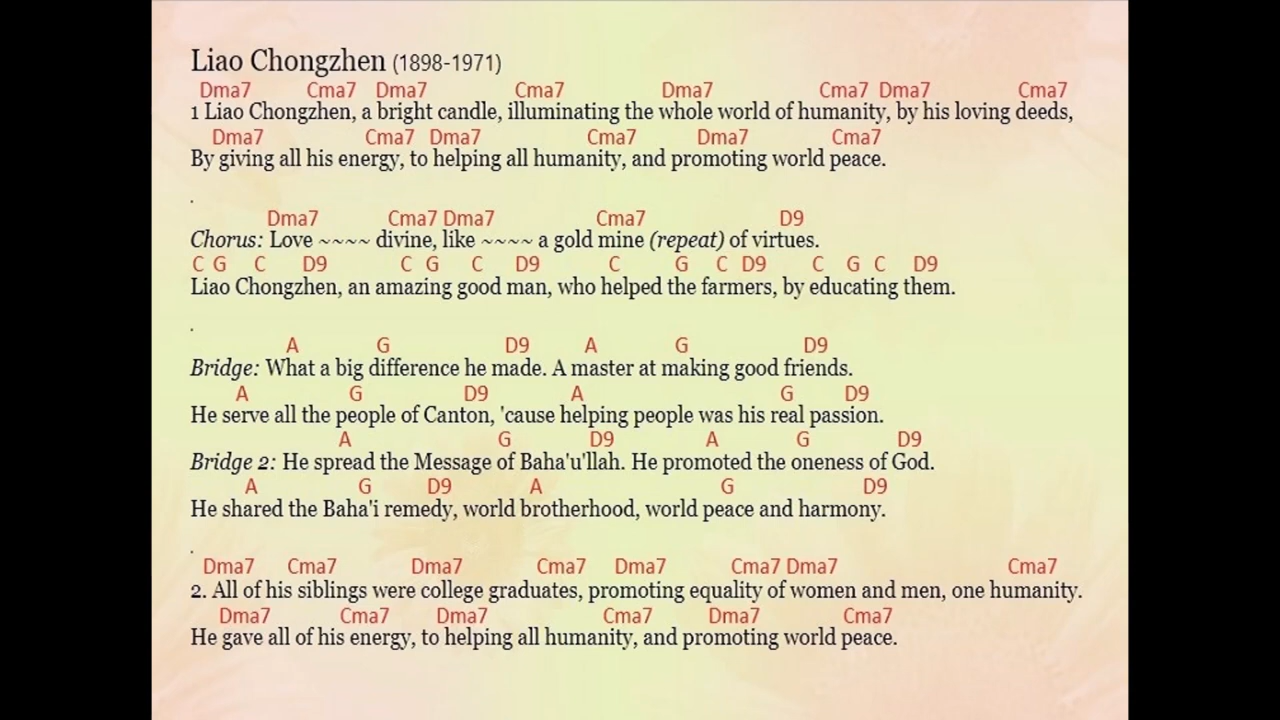 Liao Chongzhen (1898-1971)
Dma7 Cma7 Dma7 Cma7 Dma7 Cma7 Dma7 Cma7
1 Liao Chongzhen, a bright candle, illuminating the whole world of humanity, by his loving deeds,
Dma7 Cma7 Dma7 Cma7 Dma7 Cma7
By giving all his energy, to helping all humanity, and promoting world peace.
.
Dma7 Cma7 Dma7 Cma7 D9
Chorus: Love ~~~~ divine, like ~~~~ a gold mine (repeat) of virtues.
C G C D9 C G C D9 C G C D9 C G C D9
Liao Chongzhen, an amazing good man, who helped the farmers, by educating them.
.
A G D9 A G D9
Bridge: What a big difference he made. A master at making good friends.
A G D9 A G D9
He serve all the people of Canton, 'cause helping people was his real passion.
A G D9 A G D9
Bridge 2: He spread the Message of Baha'u'llah. He promoted the oneness of God.
A G D9 A G D9
He shared the Baha'i remedy, world brotherhood, world peace and harmony.
.
Dma7 Cma7 Dma7 Cma7 Dma7 Cma7 Dma7 Cma7
2. All of his siblings were college graduates, promoting equality of women and men, one humanity.
Dma7 Cma7 Dma7 Cma7 Dma7 Cma7
He gave all of his energy, to helping all humanity, and promoting world peace.